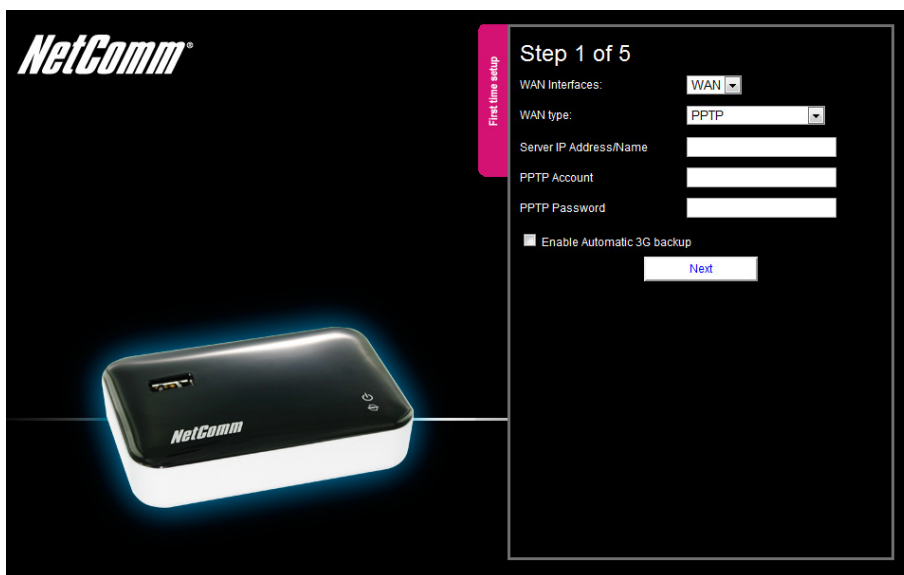 NetComm®
First time setup
Step 1 of 5
WAN Interfaces: WAN
WAN type: PPTP
Server IP Address/Name
PPTP Account
PPTP Password
Enable Automatic 3G backup
Next
NetComm